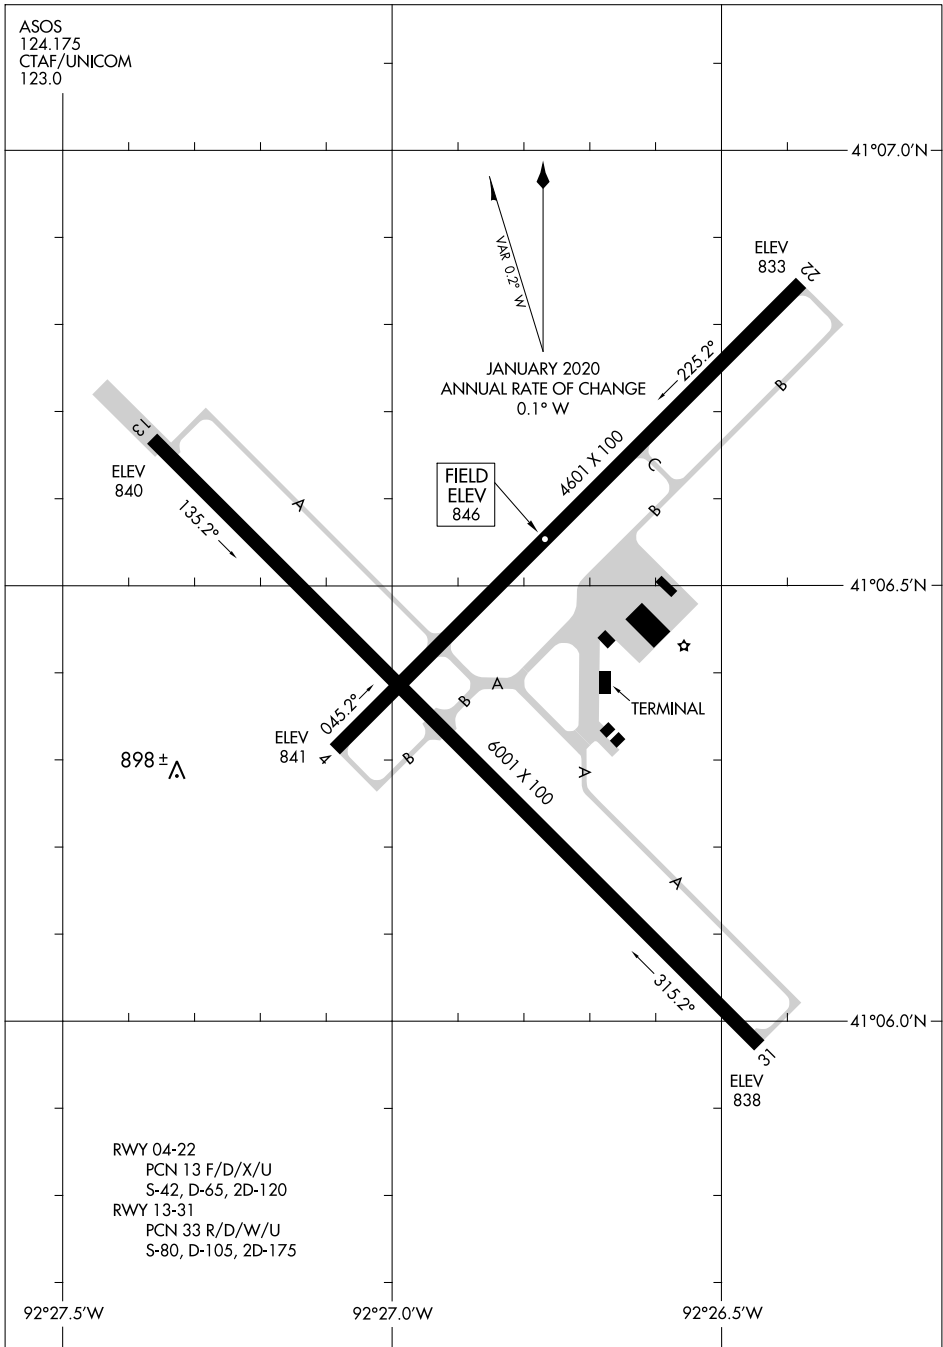 ASOS
124.175
CTAF/UNICOM
123.0
41°07.0'N
ELEV
833
22
VAR 0.2° W
JANUARY 2020
ANNUAL RATE OF CHANGE
0.1° W
225.2°
B
13
ELEV
840
A
135.2°
FIELD
ELEV
846
4601 X 100
C
B
41°06.5'N
A
B
B
045.2°
ELEV
841
4
TERMINAL
898 ±
6001 X 100
A
A
315.2°
41°06.0'N
31
ELEV
838
RWY 04-22
PCN 13 F/D/X/U
S-42, D-65, 2D-120
RWY 13-31
PCN 33 R/D/W/U
S-80, D-105, 2D-175
92°27.5'W
92°27.0'W
92°26.5'W